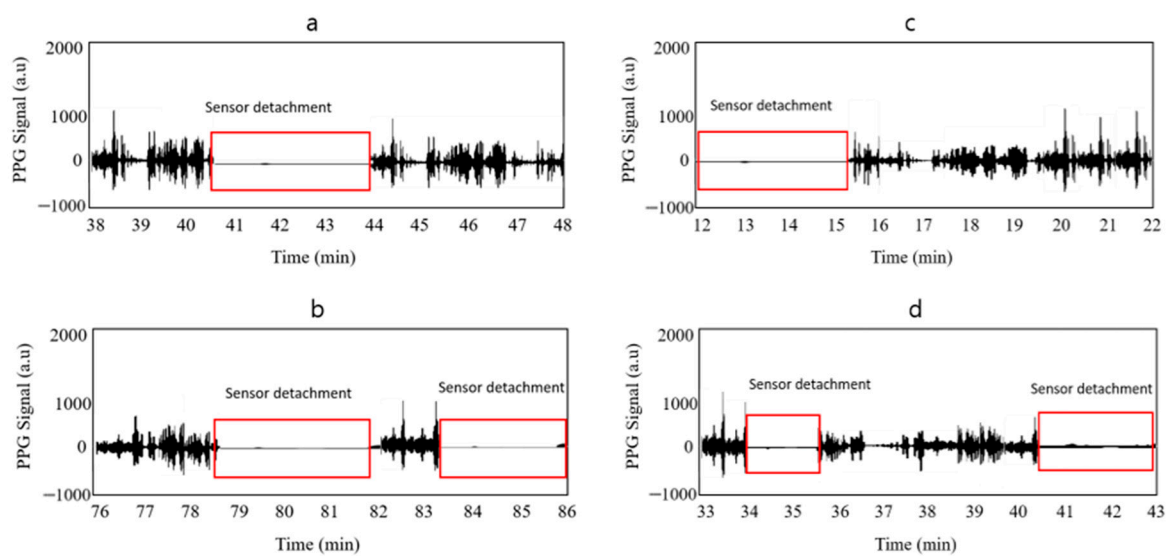 a
2000
1000
0
−1000
PPG Signal (a.u)
Sensor detachment
38 39 40 41 42 43 44 45 46 47 48
Time (min)
c
2000
1000
0
−1000
PPG Signal (a.u)
Sensor detachment
12 13 14 15 16 17 18 19 20 21 22
Time (min)
b
2000
1000
0
−1000
PPG Signal (a.u)
Sensor detachment
Sensor detachment
76 77 78 79 80 81 82 83 84 85 86
Time (min)
d
2000
1000
0
−1000
PPG Signal (a.u)
Sensor detachment
Sensor detachment
33 34 35 36 37 38 39 40 41 42 43
Time (min)